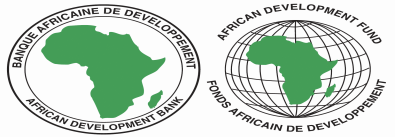 BANQUE AFRICAINE DE DEVELOPPEMENT
AFRICAN DEVELOPMENT BANK
AFRICAN DEVELOPMENT FUND
FONDS AFRICAIN DE DEVELOPPEMENT